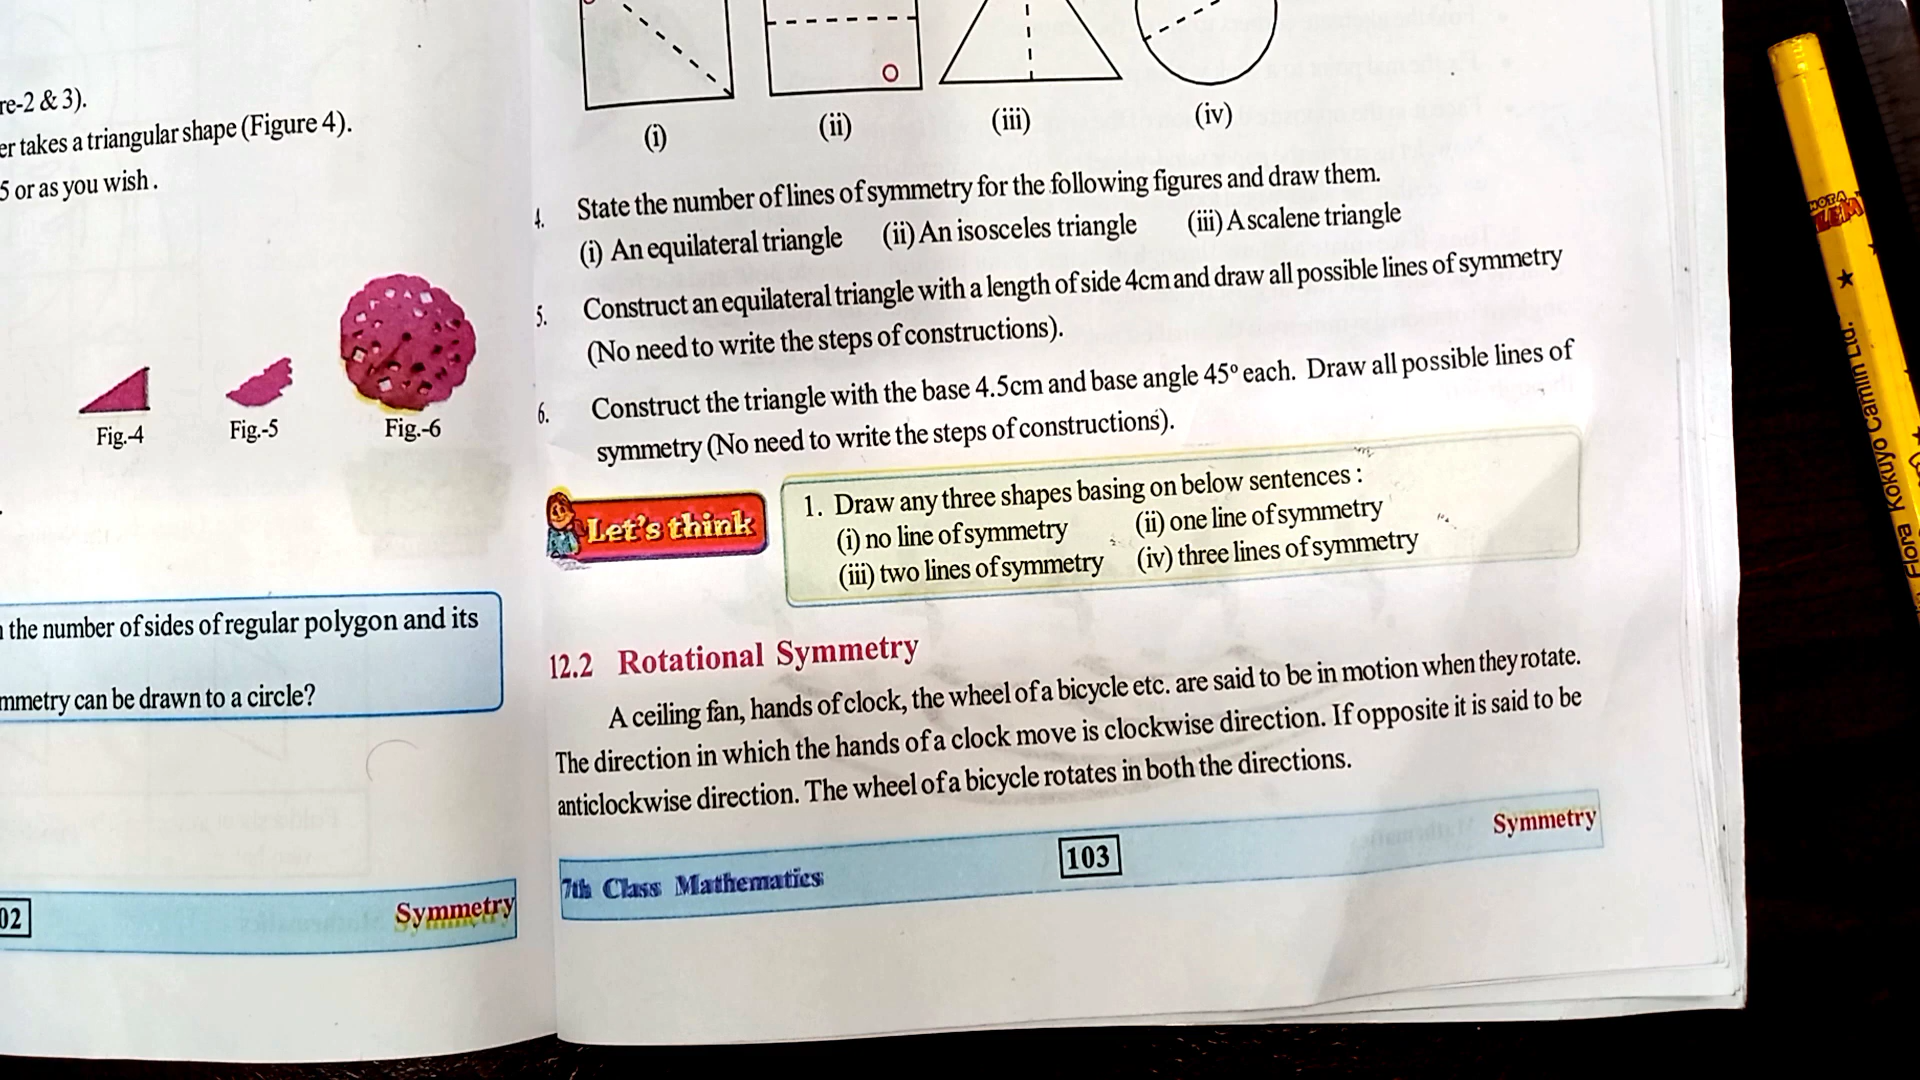 re-2 & 3).
er takes a triangular shape (Figure 4).
5 or as you wish .
Fig.-4
Fig.-5
Fig.-6
the number of sides of regular polygon and its
mmetry can be drawn to a circle?
02
Symmetry
(i)
(ii)
(iii)
(iv)
4. State the number of lines of symmetry for the following figures and draw them.
(i) An equilateral triangle (ii) An isosceles triangle (iii) A scalene triangle
5. Construct an equilateral triangle with a length of side 4cm and draw all possible lines of symmetry
(No need to write the steps of constructions).
6. Construct the triangle with the base 4.5cm and base angle 45° each. Draw all possible lines of
symmetry (No need to write the steps of constructions).
Let's think
1. Draw any three shapes basing on below sentences :
(i) no line of symmetry (ii) one line of symmetry
(iii) two lines of symmetry (iv) three lines of symmetry
12.2 Rotational Symmetry
A ceiling fan, hands of clock, the wheel of a bicycle etc. are said to be in motion when they rotate.
The direction in which the hands of a clock move is clockwise direction. If opposite it is said to be
anticlockwise direction. The wheel of a bicycle rotates in both the directions.
7th Class Mathematics
103
Symmetry
Flora Kokuyo Camlin Ltd.